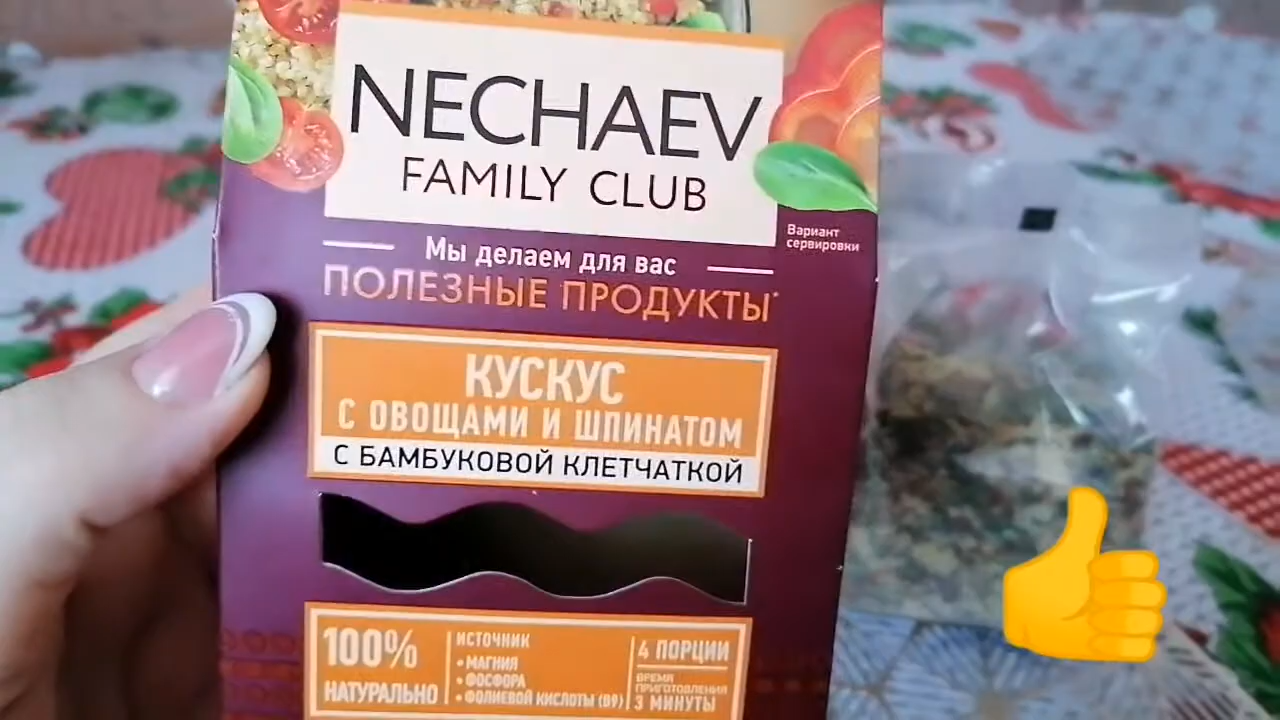 NECHAEV
FAMILY CLUB
Вариант
сервировки
Мы делаем для вас
ПОЛЕЗНЫЕ ПРОДУКТЫ*
КУСКУС
С ОВОЩАМИ И ШПИНАТОМ
С БАМБУКОВОЙ КЛЕТЧАТКОЙ
100%
НАТУРАЛЬНО
ИСТОЧНИК
• МАГНИЯ
• ФОСФОРА
• ФОЛИЕВОЙ КИСЛОТЫ (B9)
4 ПОРЦИИ
ВРЕМЯ
ПРИГОТОВЛЕНИЯ
3 МИНУТЫ